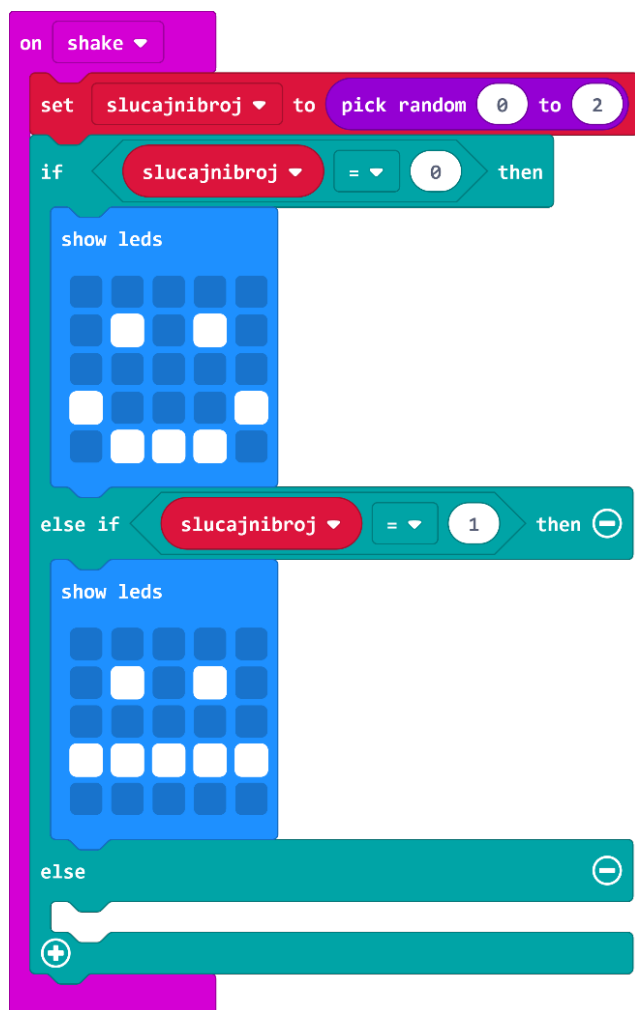 on shake
set slucajnibroj to pick random 0 to 2
if slucajnibroj = 0 then
show leds
else if slucajnibroj = 1 then
show leds
else